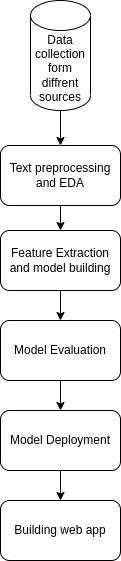 Data
collection
form
diffrent
sources
Text preprocessing
and EDA
Feature Extraction
and model building
Model Evaluation
Model Deployment
Building web app